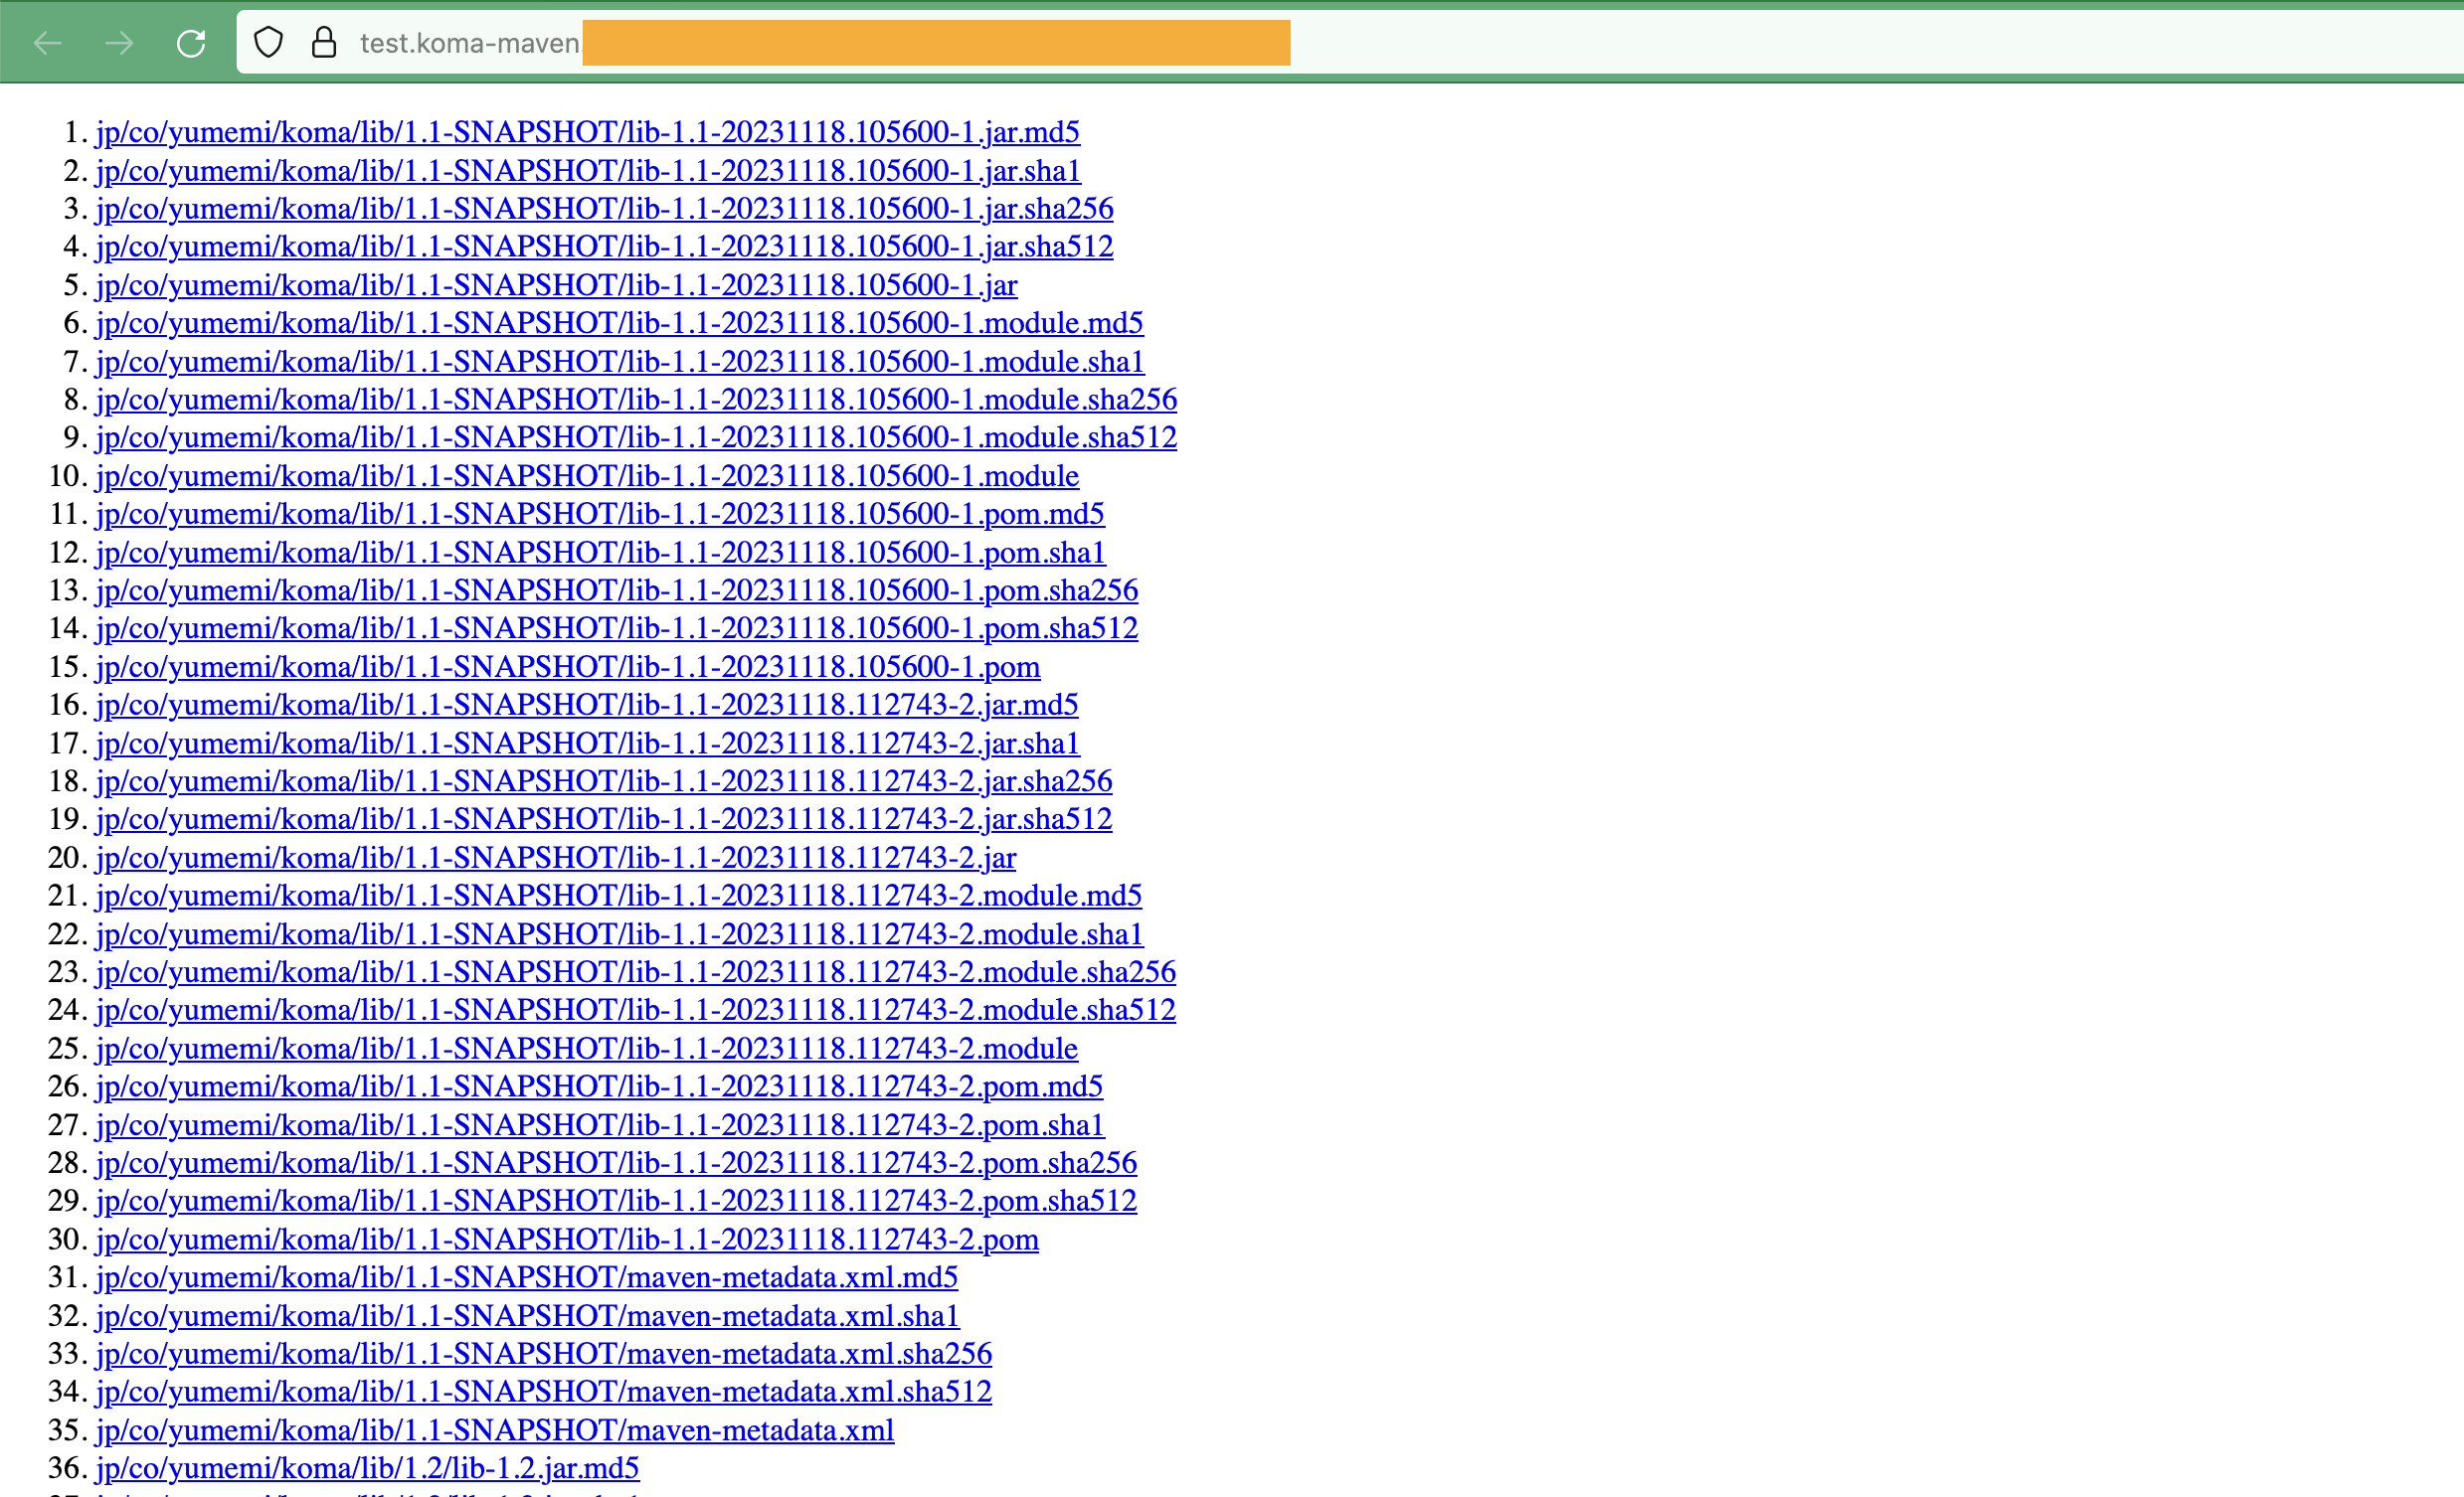 test.koma-maven.
1. jp/co/yumemi/koma/lib/1.1-SNAPSHOT/lib-1.1-20231118.105600-1.jar.md5
2. jp/co/yumemi/koma/lib/1.1-SNAPSHOT/lib-1.1-20231118.105600-1.jar.sha1
3. jp/co/yumemi/koma/lib/1.1-SNAPSHOT/lib-1.1-20231118.105600-1.jar.sha256
4. jp/co/yumemi/koma/lib/1.1-SNAPSHOT/lib-1.1-20231118.105600-1.jar.sha512
5. jp/co/yumemi/koma/lib/1.1-SNAPSHOT/lib-1.1-20231118.105600-1.jar
6. jp/co/yumemi/koma/lib/1.1-SNAPSHOT/lib-1.1-20231118.105600-1.module.md5
7. jp/co/yumemi/koma/lib/1.1-SNAPSHOT/lib-1.1-20231118.105600-1.module.sha1
8. jp/co/yumemi/koma/lib/1.1-SNAPSHOT/lib-1.1-20231118.105600-1.module.sha256
9. jp/co/yumemi/koma/lib/1.1-SNAPSHOT/lib-1.1-20231118.105600-1.module.sha512
10. jp/co/yumemi/koma/lib/1.1-SNAPSHOT/lib-1.1-20231118.105600-1.module
11. jp/co/yumemi/koma/lib/1.1-SNAPSHOT/lib-1.1-20231118.105600-1.pom.md5
12. jp/co/yumemi/koma/lib/1.1-SNAPSHOT/lib-1.1-20231118.105600-1.pom.sha1
13. jp/co/yumemi/koma/lib/1.1-SNAPSHOT/lib-1.1-20231118.105600-1.pom.sha256
14. jp/co/yumemi/koma/lib/1.1-SNAPSHOT/lib-1.1-20231118.105600-1.pom.sha512
15. jp/co/yumemi/koma/lib/1.1-SNAPSHOT/lib-1.1-20231118.105600-1.pom
16. jp/co/yumemi/koma/lib/1.1-SNAPSHOT/lib-1.1-20231118.112743-2.jar.md5
17. jp/co/yumemi/koma/lib/1.1-SNAPSHOT/lib-1.1-20231118.112743-2.jar.sha1
18. jp/co/yumemi/koma/lib/1.1-SNAPSHOT/lib-1.1-20231118.112743-2.jar.sha256
19. jp/co/yumemi/koma/lib/1.1-SNAPSHOT/lib-1.1-20231118.112743-2.jar.sha512
20. jp/co/yumemi/koma/lib/1.1-SNAPSHOT/lib-1.1-20231118.112743-2.jar
21. jp/co/yumemi/koma/lib/1.1-SNAPSHOT/lib-1.1-20231118.112743-2.module.md5
22. jp/co/yumemi/koma/lib/1.1-SNAPSHOT/lib-1.1-20231118.112743-2.module.sha1
23. jp/co/yumemi/koma/lib/1.1-SNAPSHOT/lib-1.1-20231118.112743-2.module.sha256
24. jp/co/yumemi/koma/lib/1.1-SNAPSHOT/lib-1.1-20231118.112743-2.module.sha512
25. jp/co/yumemi/koma/lib/1.1-SNAPSHOT/lib-1.1-20231118.112743-2.module
26. jp/co/yumemi/koma/lib/1.1-SNAPSHOT/lib-1.1-20231118.112743-2.pom.md5
27. jp/co/yumemi/koma/lib/1.1-SNAPSHOT/lib-1.1-20231118.112743-2.pom.sha1
28. jp/co/yumemi/koma/lib/1.1-SNAPSHOT/lib-1.1-20231118.112743-2.pom.sha256
29. jp/co/yumemi/koma/lib/1.1-SNAPSHOT/lib-1.1-20231118.112743-2.pom.sha512
30. jp/co/yumemi/koma/lib/1.1-SNAPSHOT/lib-1.1-20231118.112743-2.pom
31. jp/co/yumemi/koma/lib/1.1-SNAPSHOT/maven-metadata.xml.md5
32. jp/co/yumemi/koma/lib/1.1-SNAPSHOT/maven-metadata.xml.sha1
33. jp/co/yumemi/koma/lib/1.1-SNAPSHOT/maven-metadata.xml.sha256
34. jp/co/yumemi/koma/lib/1.1-SNAPSHOT/maven-metadata.xml.sha512
35. jp/co/yumemi/koma/lib/1.1-SNAPSHOT/maven-metadata.xml
36. jp/co/yumemi/koma/lib/1.2/lib-1.2.jar.md5